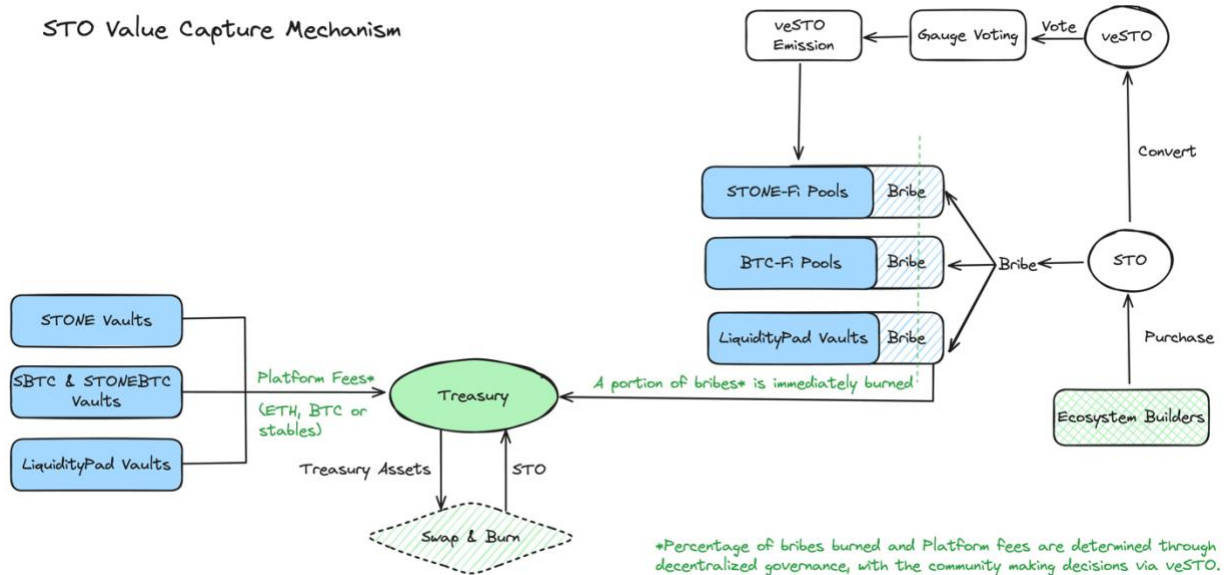 STO Value Capture Mechanism
veSTO
Emission
Gauge Voting
Vote
veSTO
Convert
STONE-Fi Pools
Bribe
BTC-Fi Pools
Bribe
Bribe
STO
LiquidityPad Vaults
Bribe
Purchase
Ecosystem Builders
STONE Vaults
SBTC & STONEBTC
Vaults
LiquidityPad Vaults
Platform Fees*
(ETH, BTC or
stables)
Treasury
A portion of bribes* is immediately burned
Treasury Assets
STO
Swap & Burn
*Percentage of bribes burned and Platform fees are determined through
decentralized governance, with the community making decisions via veSTO.